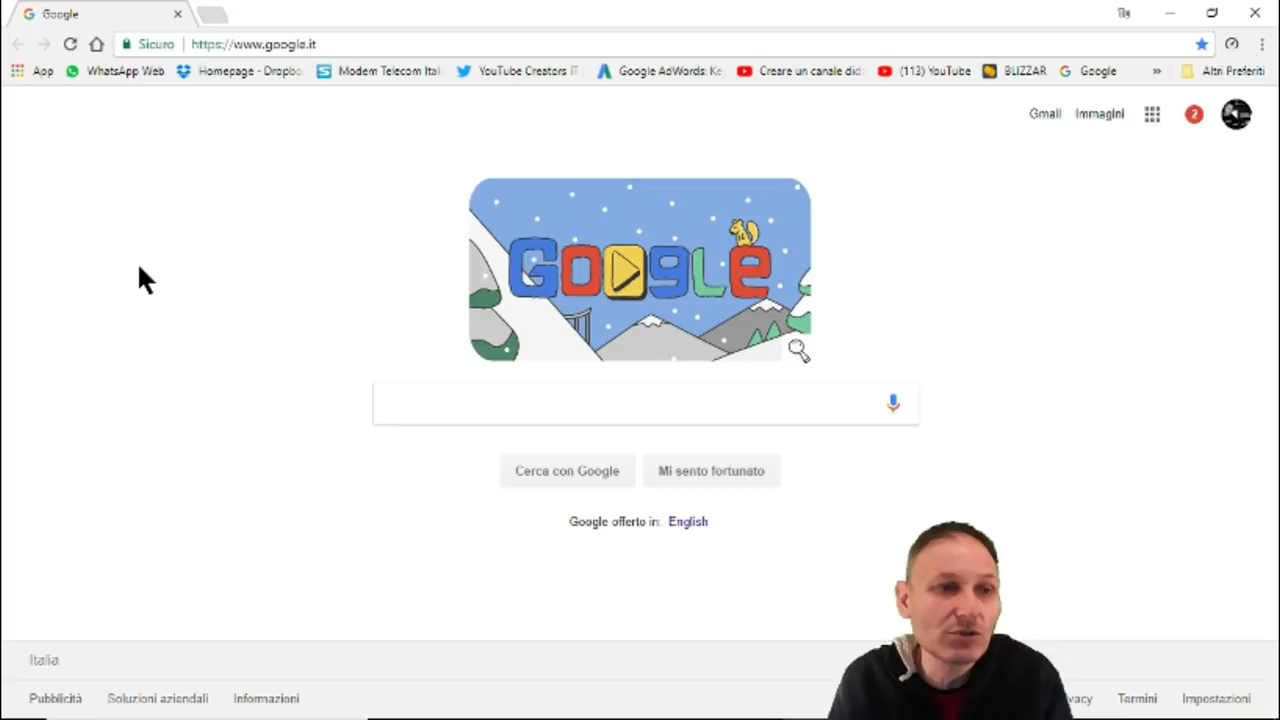 Google
Sicuro https://www.google.it
App WhatsApp Web Homepage - Dropbo Modem Telecom Ital YouTube Creators IT Google AdWords: Ke Creare un canale did (113) YouTube BLIZZAR Google » Altri Preferiti
Gmail Immagini 2
Google
Cerca con Google Mi sento fortunato
Google offerto in: English
Italia
Pubblicità Soluzioni aziendali Informazioni vacy Termini Impostazioni